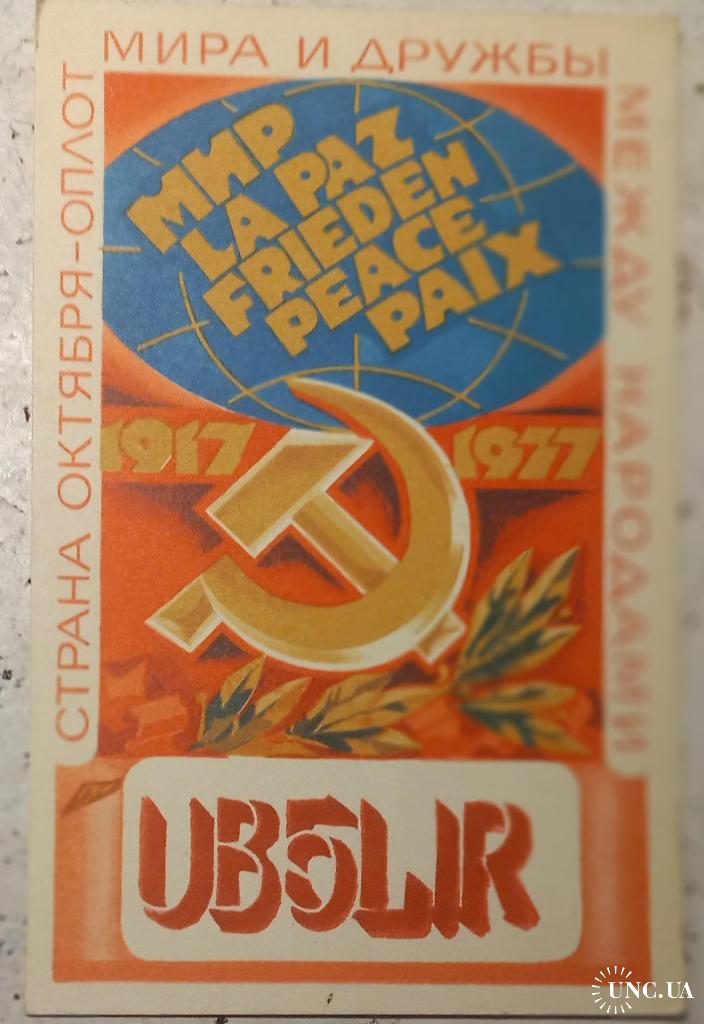 СТРАНА ОКТЯБРЯ-ОПЛОТ
МИРА И ДРУЖБЫ
МЕЖДУ НАРОДАМИ
МИР
LA PAZ
FRIEDEN
PEACE
PAIX
1917
1977
UB5LIR
UNC.UA